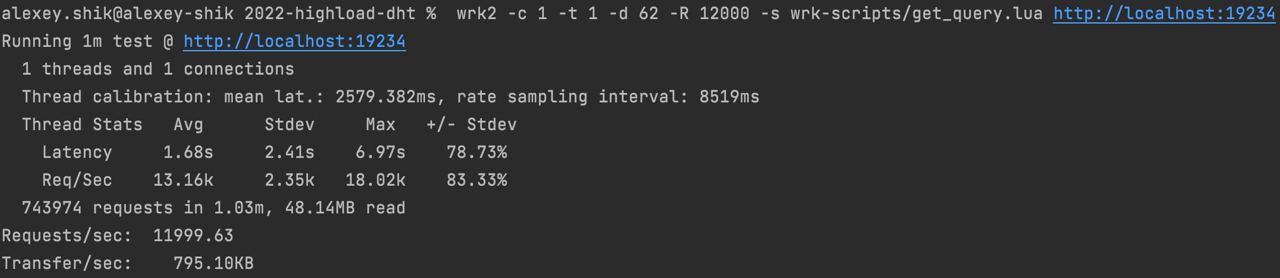 alexey.shik@alexey-shik 2022-highload-dht %  wrk2 -c 1 -t 1 -d 62 -R 12000 -s wrk-scripts/get_query.lua http://localhost:19234
Running 1m test @ http://localhost:19234
  1 threads and 1 connections
  Thread calibration: mean lat.: 2579.382ms, rate sampling interval: 8519ms
  Thread Stats   Avg      Stdev     Max   +/- Stdev
    Latency     1.68s     2.41s    6.97s    78.73%
    Req/Sec    13.16k     2.35k   18.02k    83.33%
  743974 requests in 1.03m, 48.14MB read
Requests/sec:  11999.63
Transfer/sec:    795.10KB